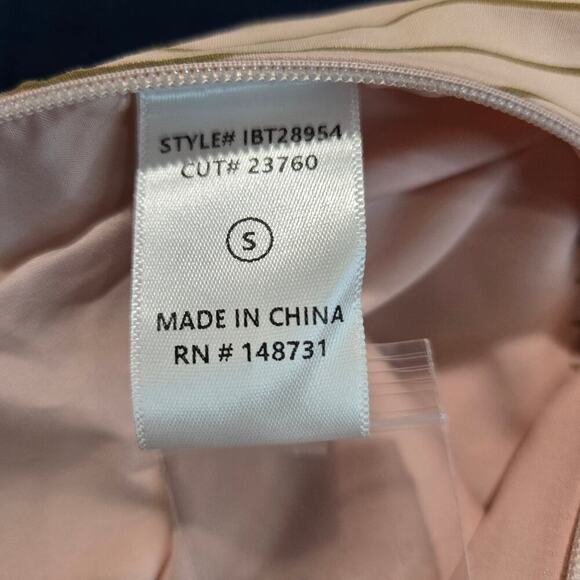 STYLE# IBT28954
CUT# 23760
S
MADE IN CHINA
RN # 148731